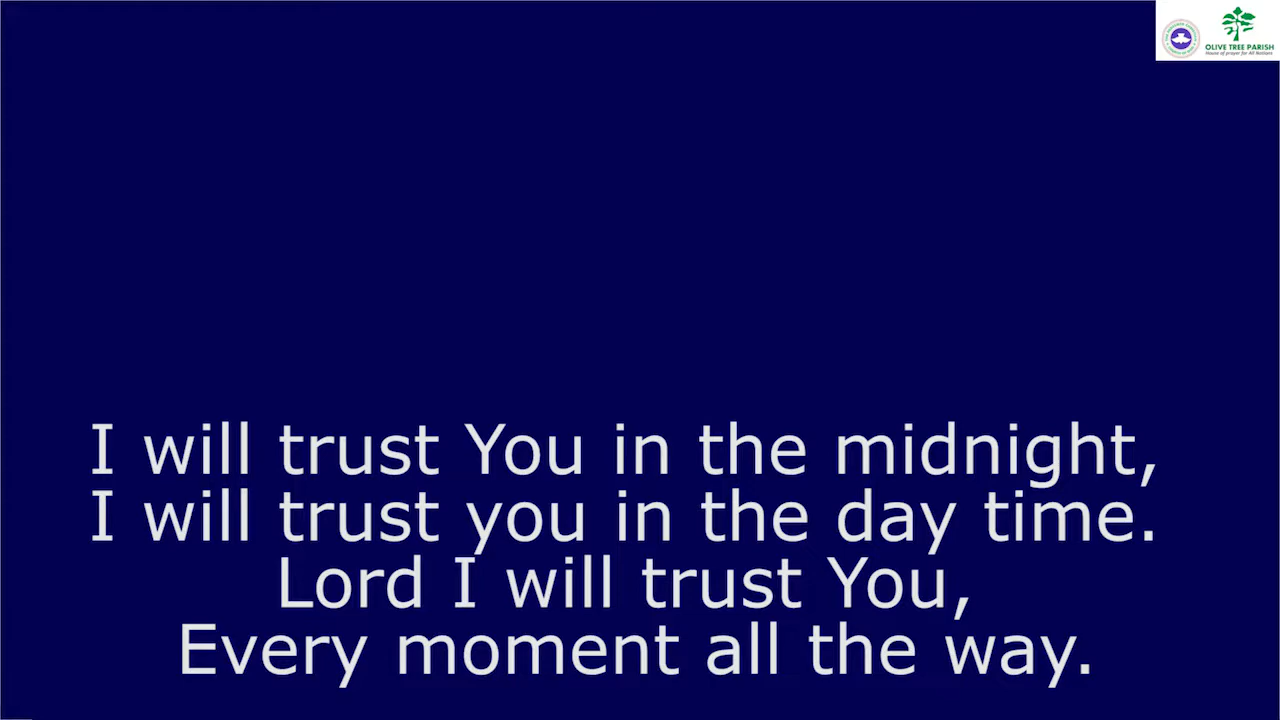 OLIVE TREE PARISH
House of prayer for All Nations
I will trust You in the midnight,
I will trust you in the day time.
Lord I will trust You,
Every moment all the way.